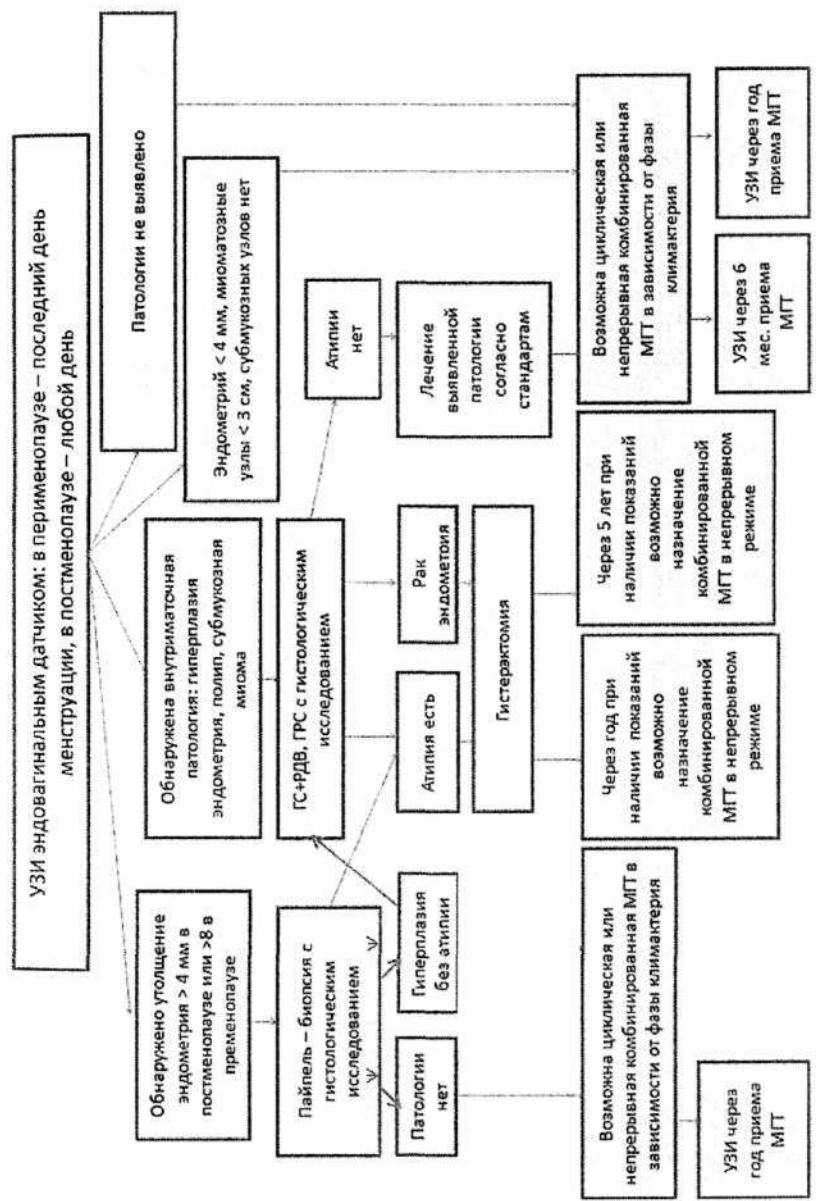 УЗИ эндовагинальным датчиком: в перименопаузе – последний день
менструации, в постменопаузе – любой день
Обнаружено утолщение
эндометрия > 4 мм в
постменопаузе или >8 в
пременопаузе
Обнаружена внутриматочная
патология: гиперплазия
эндометрия, полип, субмукозная
миома
Эндометрий < 4 мм, миоматозные
узлы < 3 см, субмукозных узлов нет
Патологии не выявлено
Пайпель – биопсия с
гистологическим
исследованием
ГС+РДВ, ГРС с гистологическим
исследованием
Патологии
нет
Гиперплазия
без атипии
Атипия есть
Рак
эндометоия
Атипии
нет
Гистерактомия
Лечение
выявленной
патологии
согласно
стандартам
Возможна циклическая или
непрерывная комбинированная МГТ в
зависимости от фазы климактерия
Через год при
наличии показаний
возможно
назначение
комбинированной
МГТ в непрерывном
режиме
Через 5 лет при
наличии показаний
возможно
назначение
комбинированной
МГТ в непрерывном
режиме
Возможна циклическая или
непрерывная комбинированная
МГТ в зависимости от фазы
климактерия
УЗИ через
год приема
МГТ
УЗИ через 6
мес. приема
МГТ
УЗИ через год
приема МГТ